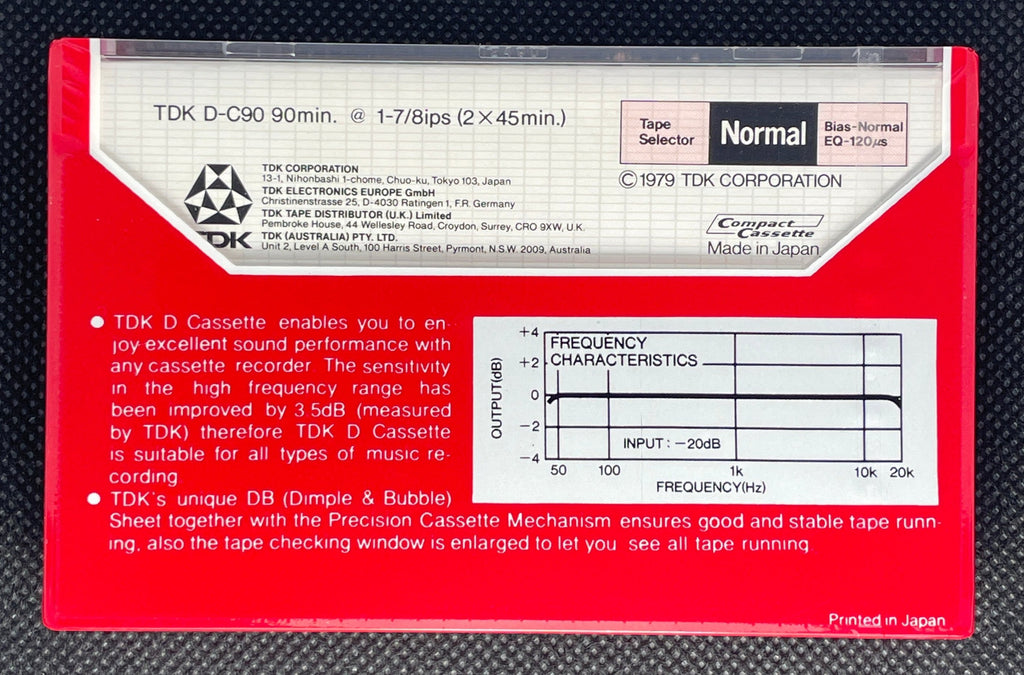 TDK D-C90 90min. @ 1-7/8ips (2×45min.)
Tape
Selector
Normal
Bias-Normal
EQ-120µs
©1979 TDK CORPORATION
TDK
TDK CORPORATION
13-1, Nihonbashi 1-chome, Chuo-ku, Tokyo 103, Japan
TDK ELECTRONICS EUROPE GmbH
Christinenstrasse 25, D-4030 Ratingen 1, F.R. Germany
TDK TAPE DISTRIBUTOR (U.K.) Limited
Pembroke House, 44 Wellesley Road, Croydon, Surrey, CRO 9XW, U.K.
TDK (AUSTRALIA) PTY. LTD.
Unit 2, Level A South, 100 Harris Street, Pyrmont, N.S.W. 2009, Australia
Compact
Cassette
Made in Japan
● TDK D Cassette enables you to en-
joy excellent sound performance with
any cassette recorder. The sensitivity
in the high frequency range has
been improved by 3.5dB (measured
by TDK) therefore TDK D Cassette
is suitable for all types of music re-
cording
● TDK's unique DB (Dimple & Bubble)
Sheet together with the Precision Cassette Mechanism ensures good and stable tape runn-
ing, also the tape checking window is enlarged to let you see all tape running.
FREQUENCY
CHARACTERISTICS
OUTPUT(dB)
+4
+2
0
−2
−4
INPUT: −20dB
50 100 1k 10k 20k
FREQUENCY(Hz)
Printed in Japan